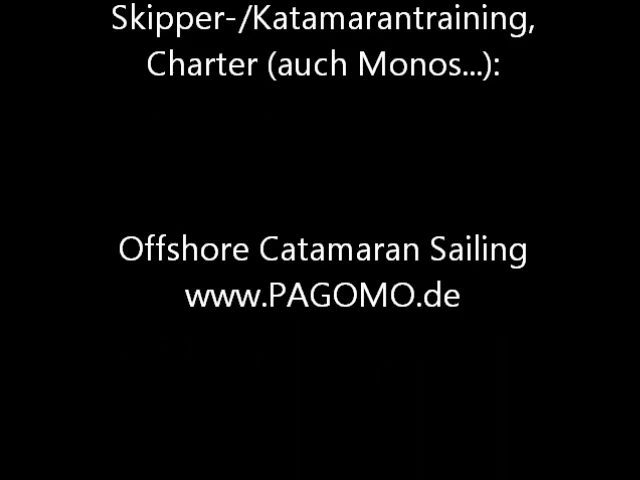 Skipper-/Katamarantraining,
Charter (auch Monos...):
Offshore Catamaran Sailing
www.PAGOMO.de